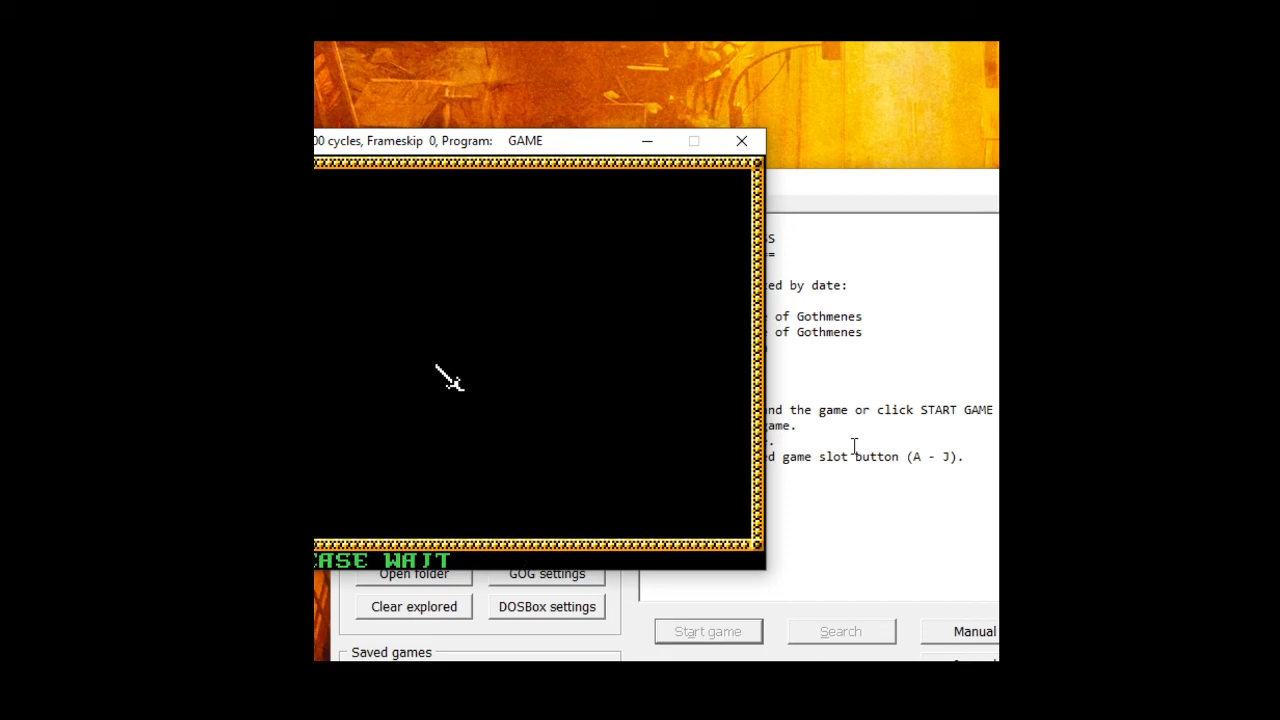 00 cycles, Frameskip 0, Program: GAME
S
=
ed by date:
of Gothmenes
of Gothmenes
and the game or click START GAME
ame.
.
d game slot button (A - J).
ASE WAIT
Open folder
GOG settings
Clear explored
DOSBox settings
Start game
Search
Manual
Saved games